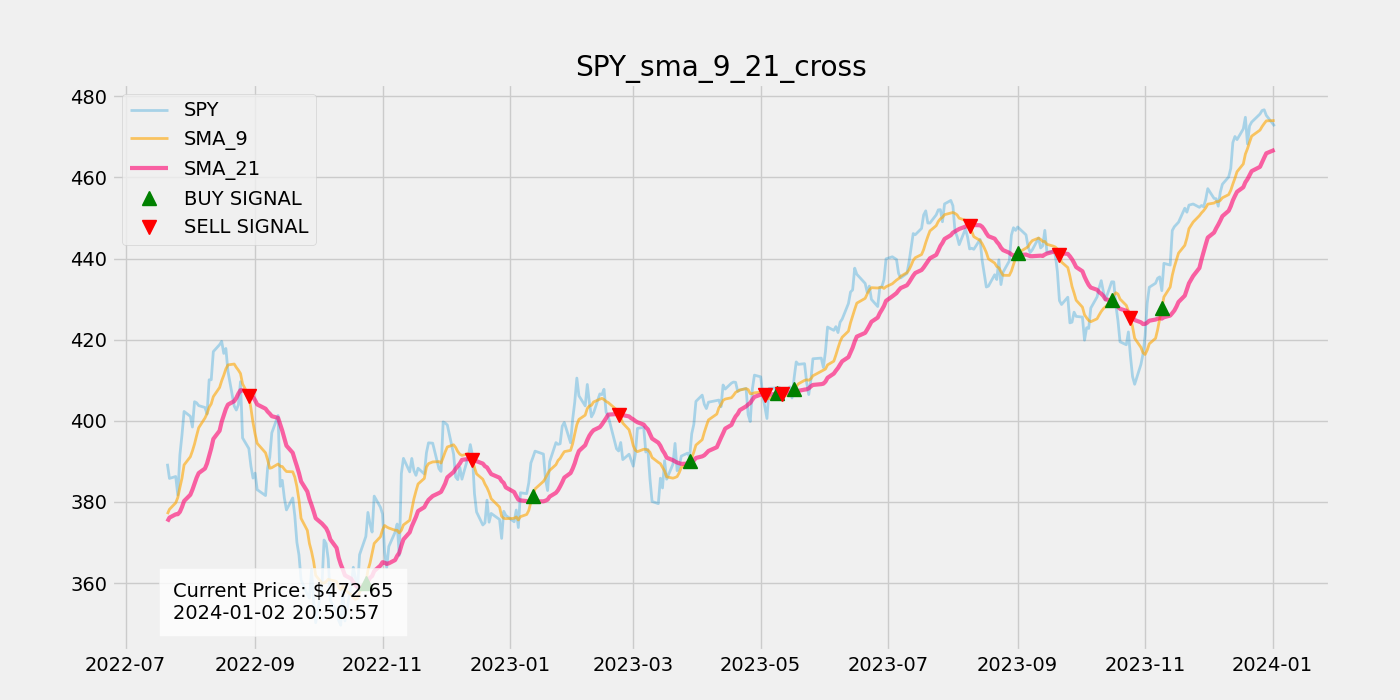 SPY_sma_9_21_cross
480
460
440
420
400
380
360
SPY
SMA_9
SMA_21
BUY SIGNAL
SELL SIGNAL
Current Price: $472.65
2024-01-02 20:50:57
2022-07 2022-09 2022-11 2023-01 2023-03 2023-05 2023-07 2023-09 2023-11 2024-01